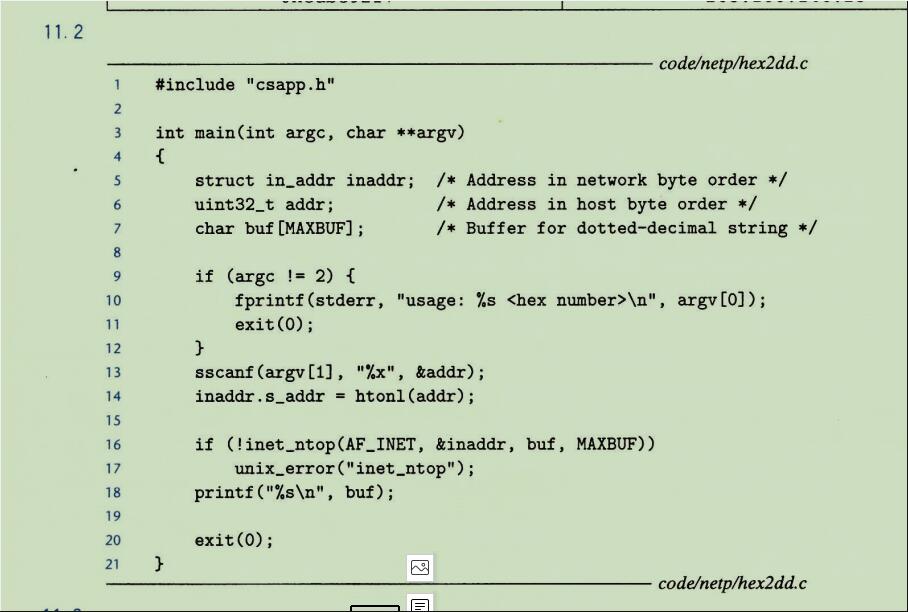 11.2
code/netp/hex2dd.c
1 #include "csapp.h"
2
3 int main(int argc, char **argv)
4 {
5 struct in_addr inaddr; /* Address in network byte order */
6 uint32_t addr; /* Address in host byte order */
7 char buf[MAXBUF]; /* Buffer for dotted-decimal string */
8
9 if (argc != 2) {
10 fprintf(stderr, "usage: %s <hex number>\n", argv[0]);
11 exit(0);
12 }
13 sscanf(argv[1], "%x", &addr);
14 inaddr.s_addr = htonl(addr);
15
16 if (!inet_ntop(AF_INET, &inaddr, buf, MAXBUF))
17 unix_error("inet_ntop");
18 printf("%s\n", buf);
19
20 exit(0);
21 }
code/netp/hex2dd.c